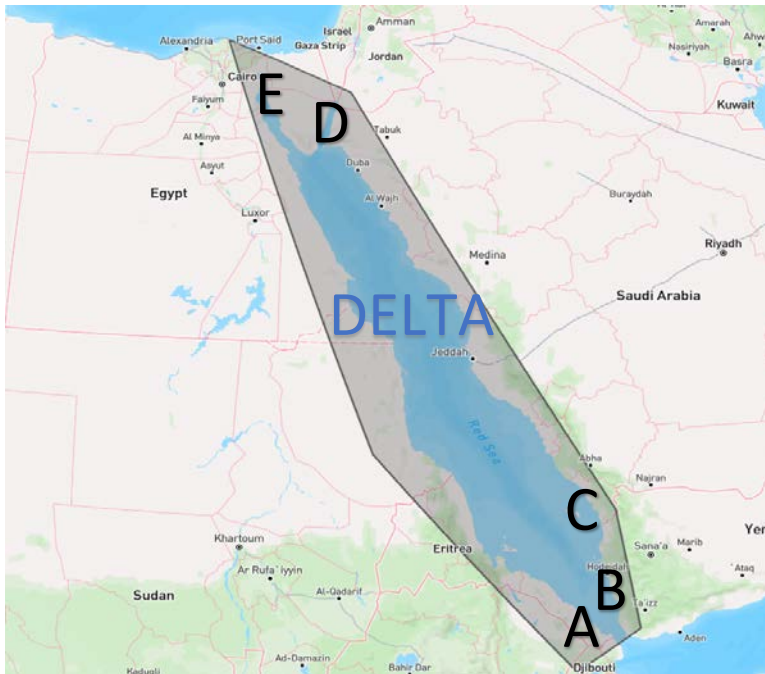 Amman
Israel
Amarah
Alexandria
Port Said
Gaza Strip
Nasiriyah
Jordan
Basra
Cairo
E
Kuwait
Faiyum
D
Tabuk
Al Minya
Duba
Asyut
Egypt
Al Wajh
Buraydah
Luxor
Riyadh
Medina
Saudi Arabia
DELTA
Jeddah
Red Sea
Abha
Najran
C
Khartoum
Eritrea
Sana'a
Marib
Hodeidah
B
'Ataq
Ar Rufa`iyyin
Sudan
Al-Qadarif
A
Aden
Ad-Damazin
Bahir Dar
Djibouti